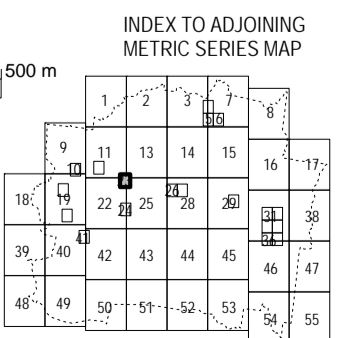 INDEX TO ADJOINING
METRIC SERIES MAP
500 m
1 2 3 7
8
56
9 11 13 14 15
10 16 17
18 19 22 24 25 26 28 29 31 38
41 36
39 40 42 43 44 45 46 47
48 49 50 51 52 53 54 55